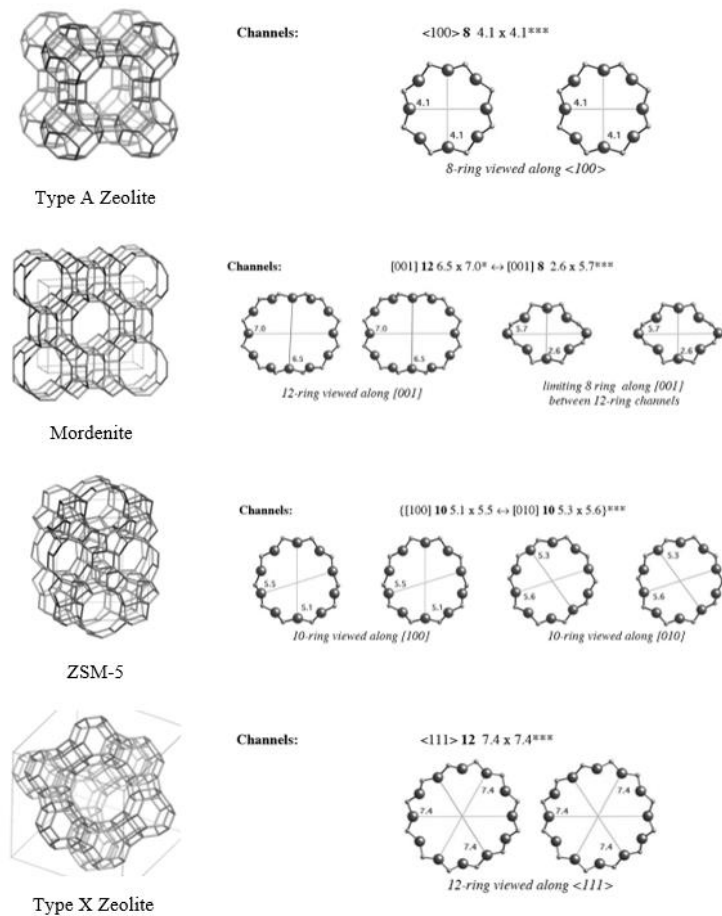 Channels: <100> 8 4.1 x 4.1***
4.1 4.1
4.1 4.1
8-ring viewed along <100>
Type A Zeolite
Channels: [001] 12 6.5 x 7.0* ↔ [001] 8 2.6 x 5.7***
7.0 7.0 5.7 5.7
6.5 6.5 2.6 2.6
12-ring viewed along [001]
limiting 8 ring along [001]
between 12-ring channels
Mordenite
Channels: {[100] 10 5.1 x 5.5 ↔ [010] 10 5.3 x 5.6}***
5.5 5.5 5.3 5.3
5.1 5.1 5.6 5.6
10-ring viewed along [100] 10-ring viewed along [010]
ZSM-5
Channels: <111> 12 7.4 x 7.4***
7.4 7.4
7.4 7.4
7.4 7.4
12-ring viewed along <111>
Type X Zeolite